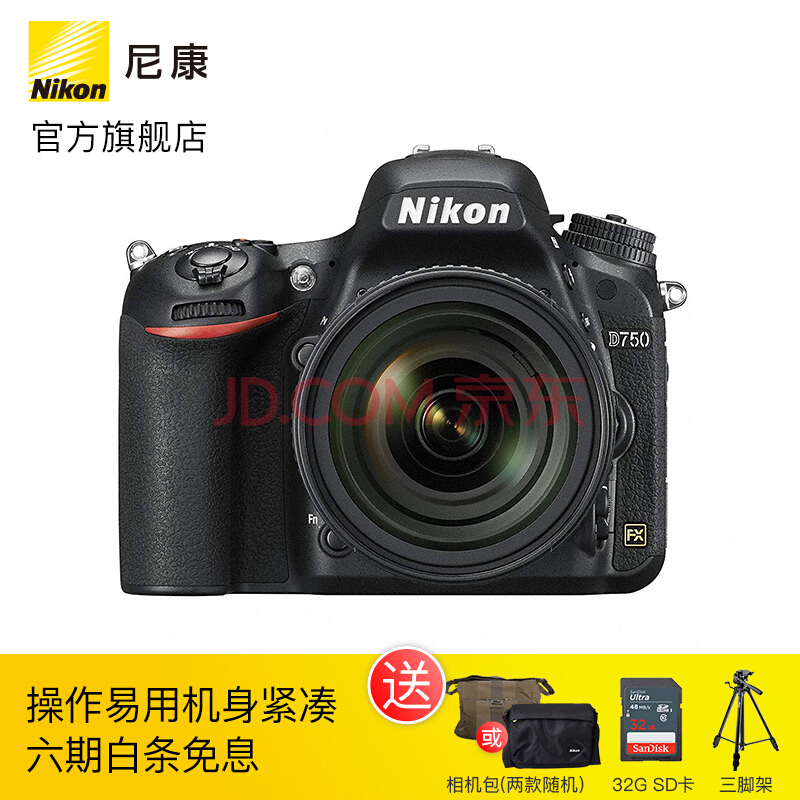 Nikon
尼康
官方旗舰店
Nikon
D750
JD.COM 京东
Fn
FX
操作易用机身紧凑
六期白条免息
送
或
Nikon
相机包(两款随机)
SanDisk
Ultra
48 MB/s
32GB
SanDisk
32G SD卡
三脚架